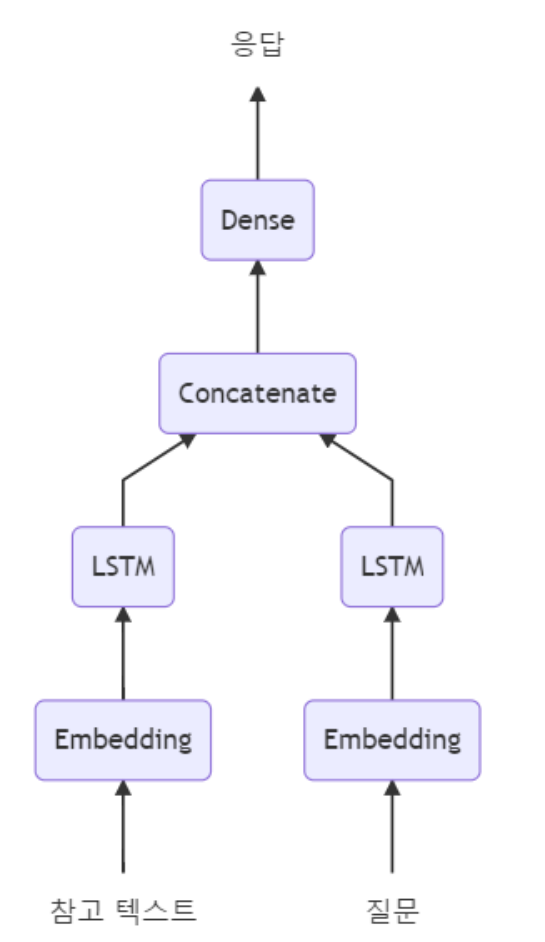 응답
Dense
Concatenate
LSTM
LSTM
Embedding
Embedding
참고 텍스트
질문